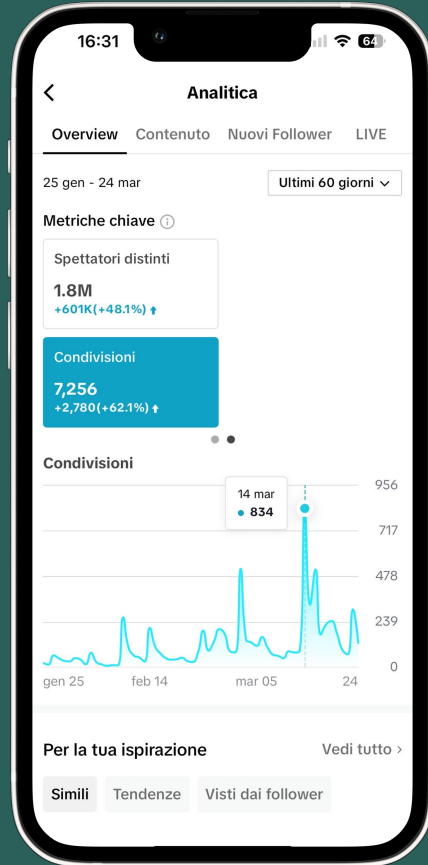 16:31
64
Analitica
Overview Contenuto Nuovi Follower LIVE
25 gen - 24 mar
Ultimi 60 giorni
Metriche chiave
Spettatori distinti
1.8M
+601K(+48.1%)
Condivisioni
7,256
+2,780(+62.1%)
Condivisioni
956
14 mar
834
717
478
239
0
gen 25 feb 14 mar 05 24
Per la tua ispirazione Vedi tutto >
Simili Tendenze Visti dai follower